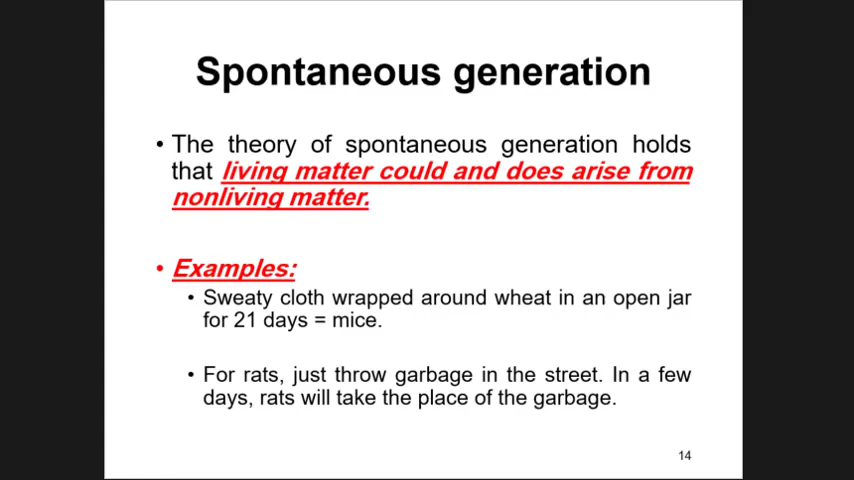 Spontaneous generation
• The theory of spontaneous generation holds
that living matter could and does arise from
nonliving matter.
• Examples:
• Sweaty cloth wrapped around wheat in an open jar
for 21 days = mice.
• For rats, just throw garbage in the street. In a few
days, rats will take the place of the garbage.
14